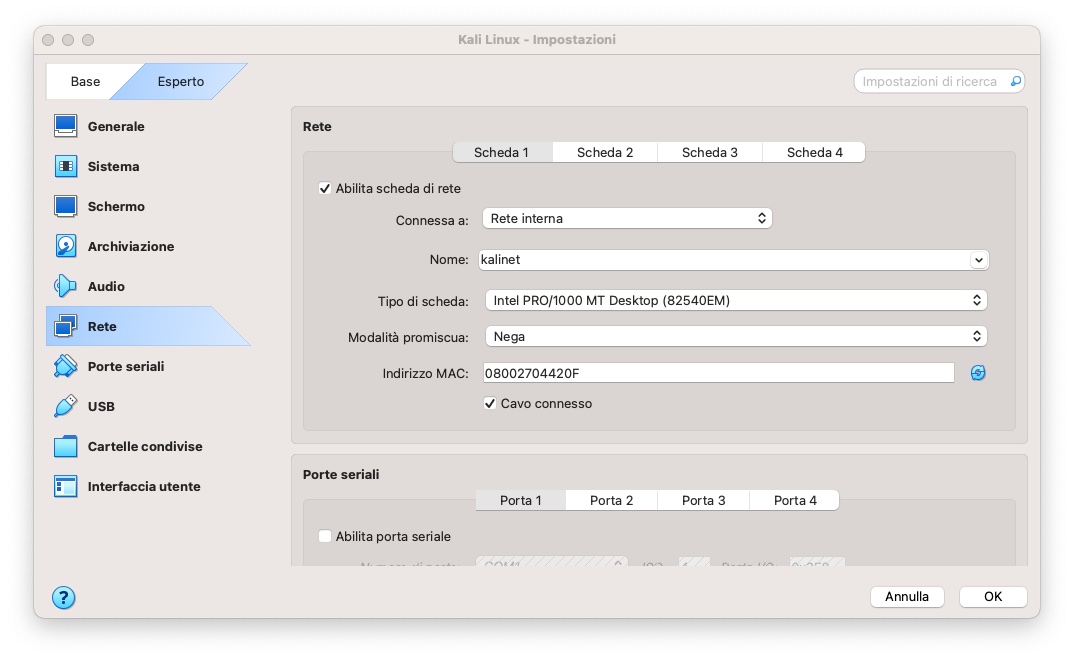 Kali Linux - Impostazioni
Base
Esperto
Impostazioni di ricerca
Generale
Sistema
Schermo
Archiviazione
Audio
Rete
Porte seriali
USB
Cartelle condivise
Interfaccia utente
Rete
Scheda 1
Scheda 2
Scheda 3
Scheda 4
Abilita scheda di rete
Connessa a:
Rete interna
Nome:
kalinet
Tipo di scheda:
Intel PRO/1000 MT Desktop (82540EM)
Modalità promiscua:
Nega
Indirizzo MAC:
08002704420F
Cavo connesso
Porte seriali
Porta 1
Porta 2
Porta 3
Porta 4
Abilita porta seriale
?
Annulla
OK